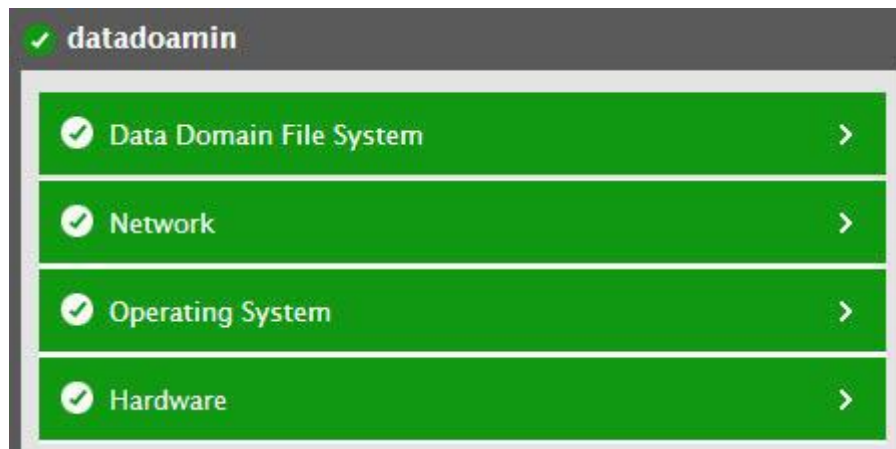 datadoamin
Data Domain File System
Network
Operating System
Hardware